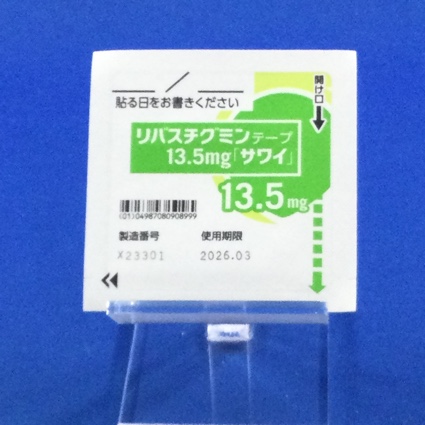 ／
貼る日をお書きください
開け口
リバスチグミンテープ
13.5mg「サワイ」
13.5mg
(01)04987080908999
製造番号
使用期限
X23301
2026.03